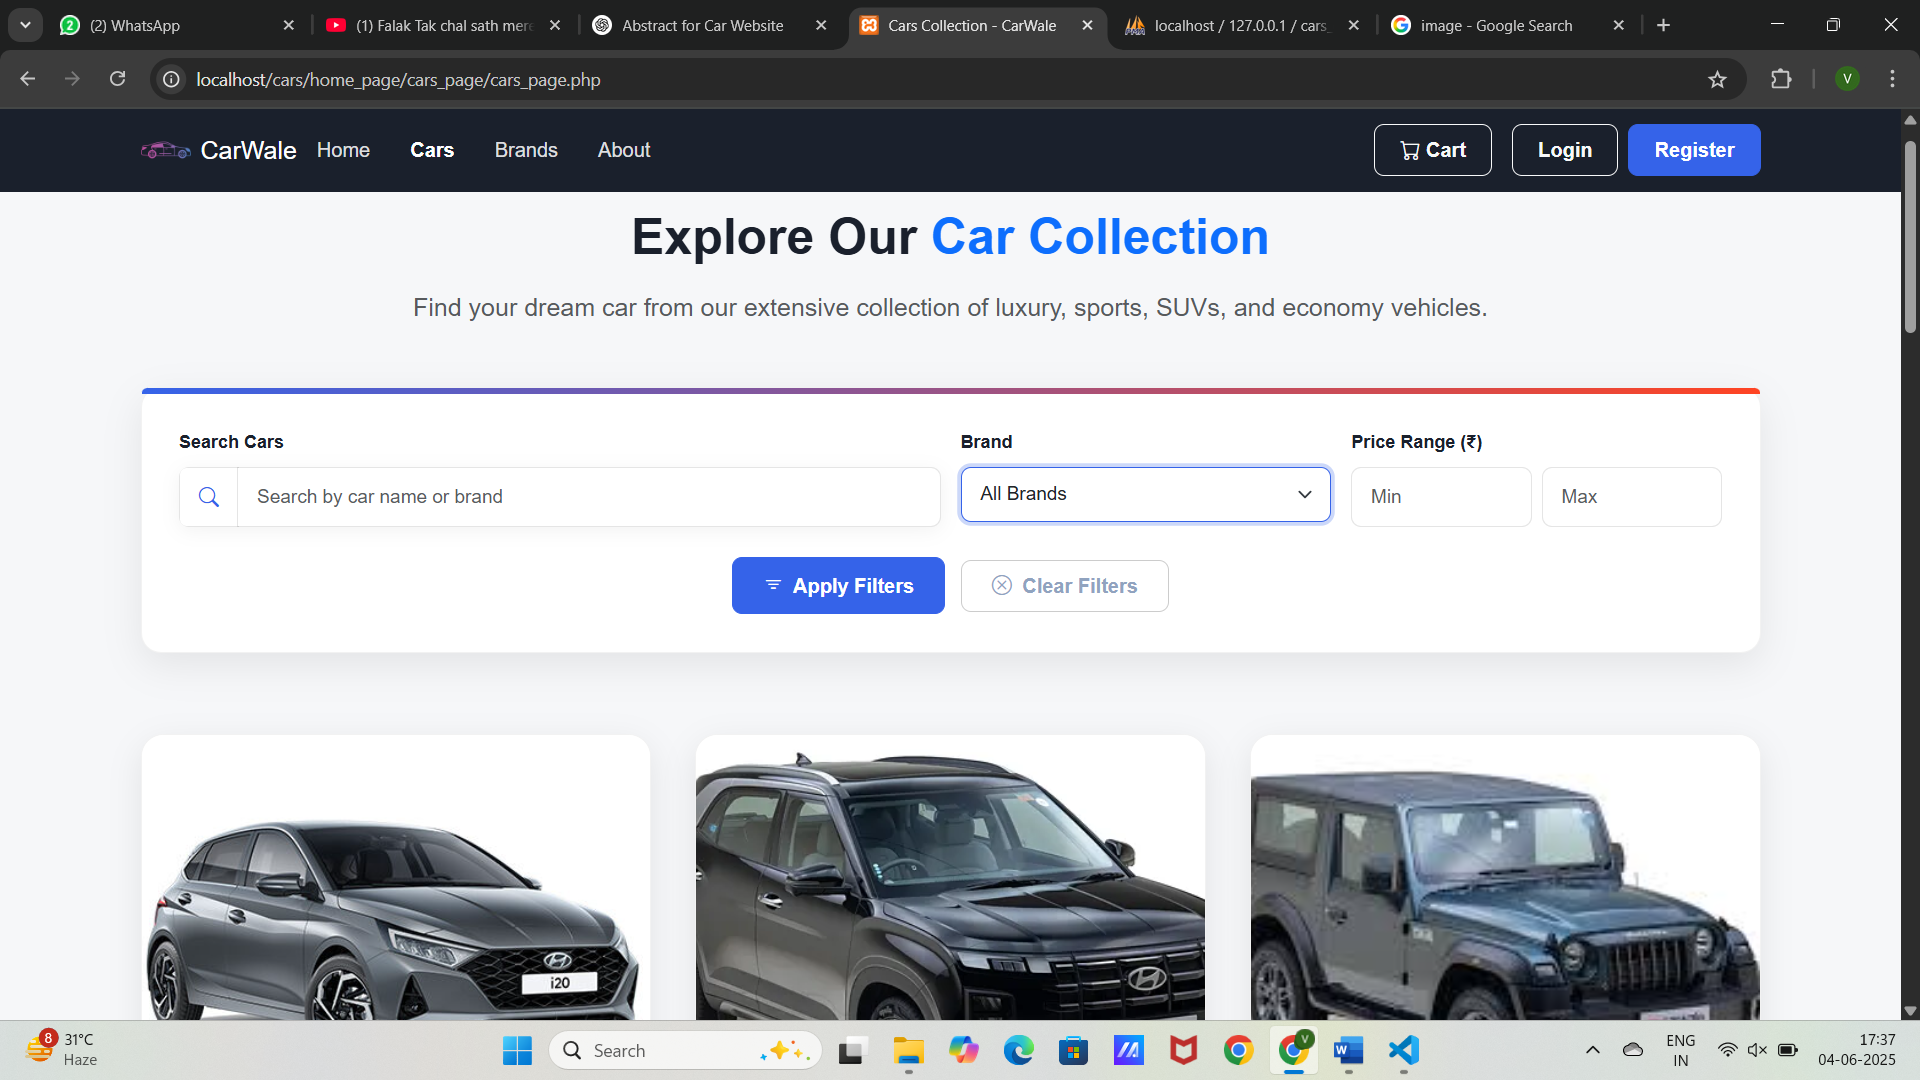 (2) WhatsApp
(1) Falak Tak chal sath mere
Abstract for Car Website
Cars Collection - CarWale
localhost / 127.0.0.1 / cars_
image - Google Search
localhost/cars/home_page/cars_page/cars_page.php
V
CarWale Home Cars Brands About Cart Login Register
Explore Our Car Collection
Find your dream car from our extensive collection of luxury, sports, SUVs, and economy vehicles.
Search Cars Brand Price Range (₹)
Search by car name or brand All Brands Min Max
Apply Filters Clear Filters
i20
8
31°C
Haze
Search
V
W
ENG
IN
17:37
04-06-2025